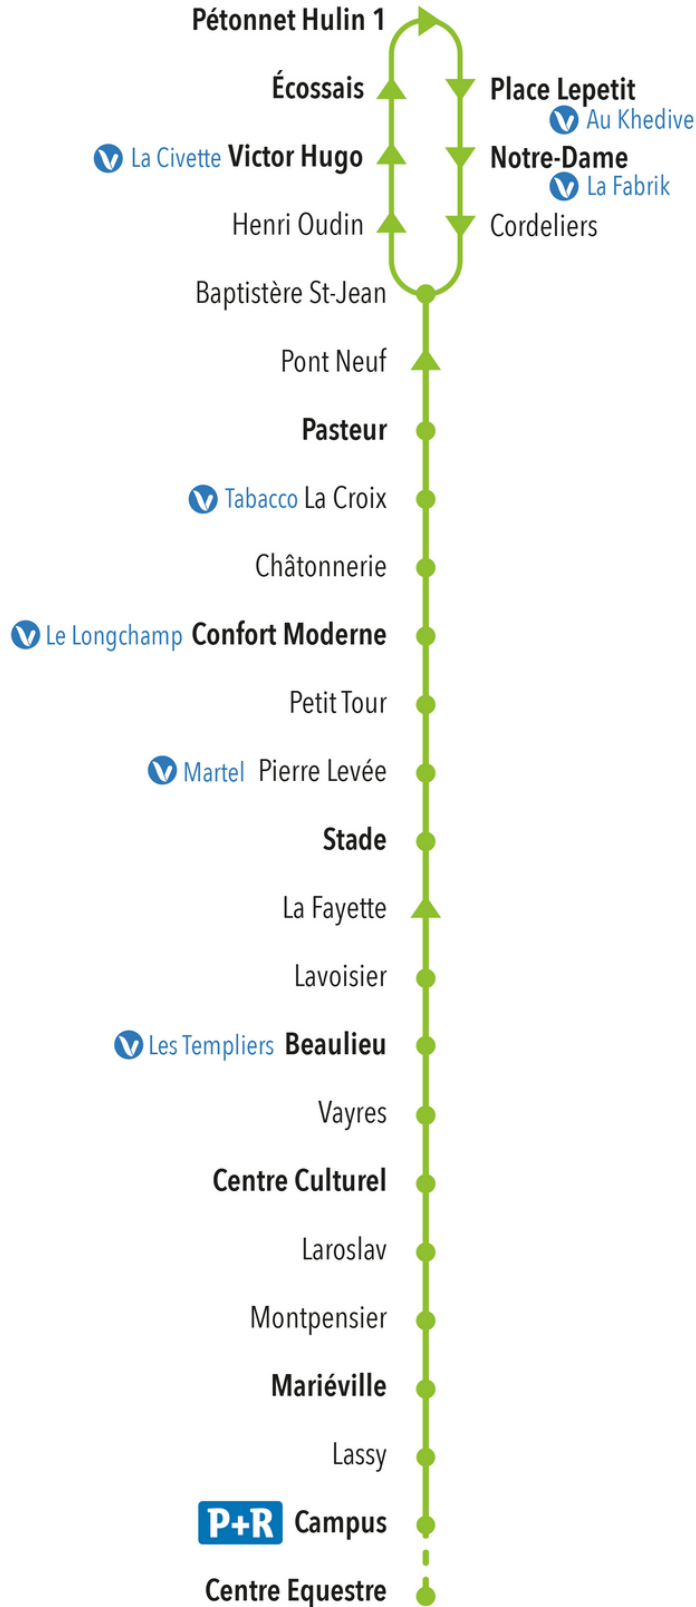 Pétonnet Hulin 1
Écossais
Place Lepetit
Au Khedive
La Civette Victor Hugo
Notre-Dame
La Fabrik
Henri Oudin
Cordeliers
Baptistère St-Jean
Pont Neuf
Pasteur
Tabacco La Croix
Châtonnerie
Le Longchamp Confort Moderne
Petit Tour
Martel Pierre Levée
Stade
La Fayette
Lavoisier
Les Templiers Beaulieu
Vayres
Centre Culturel
Laroslav
Montpensier
Mariéville
Lassy
P+R Campus
Centre Equestre